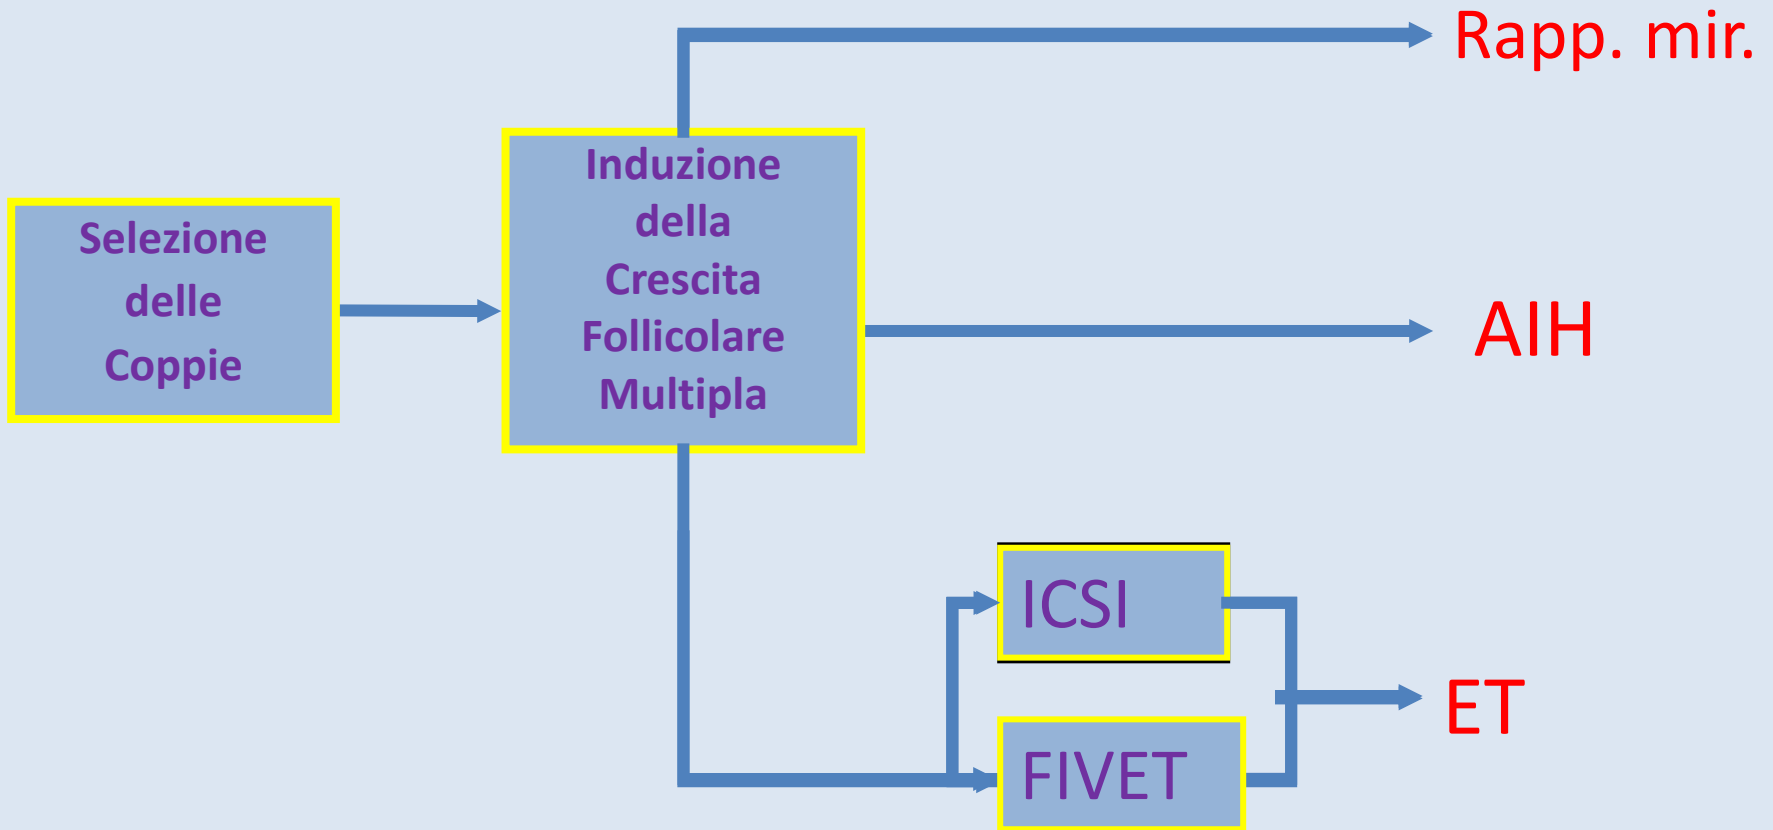 Rapp. mir.
Selezione
delle
Coppie
Induzione
della
Crescita
Follicolare
Multipla
AIH
ICSI
FIVET
ET